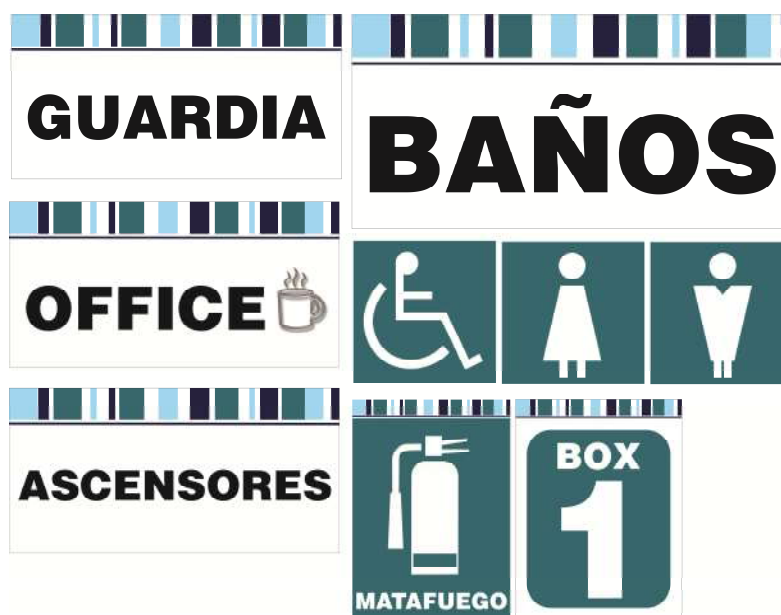 GUARDIA
BAÑOS
OFFICE
ASCENSORES
MATAFUEGO
BOX
1